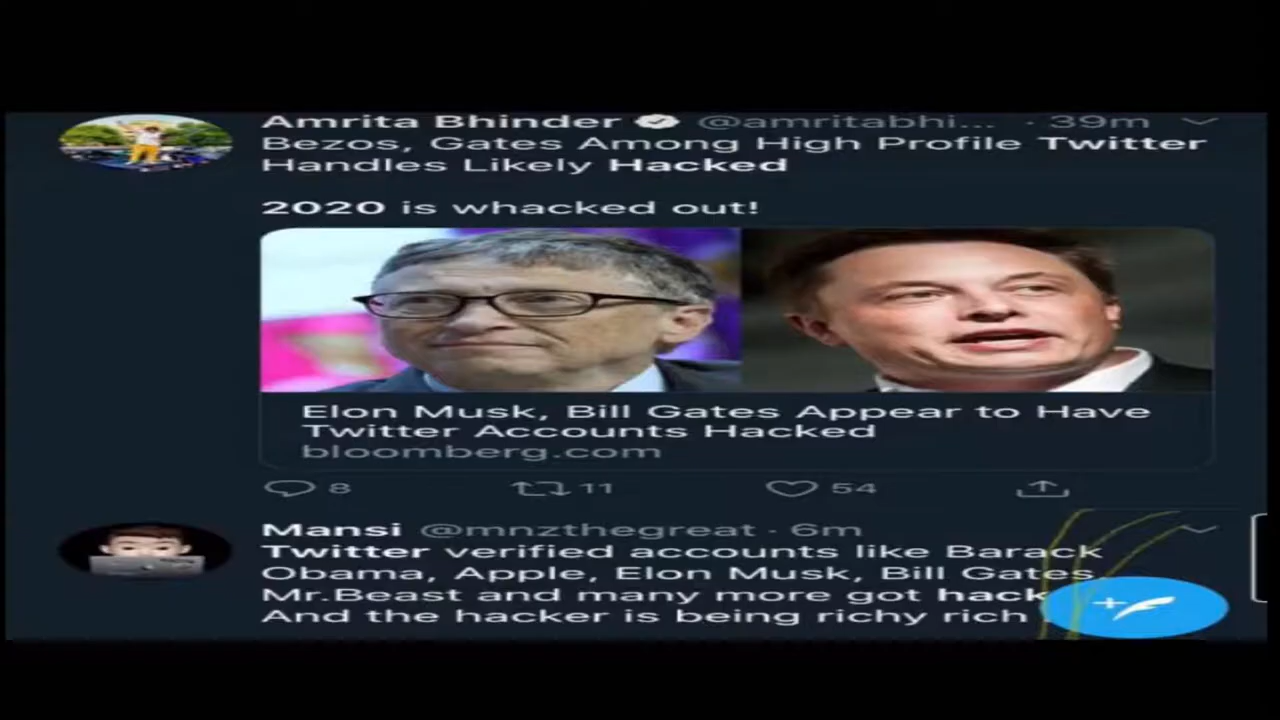 Amrita Bhinder @amritabhi... · 39m
Bezos, Gates Among High Profile Twitter
Handles Likely Hacked
2020 is whacked out!
Elon Musk, Bill Gates Appear to Have
Twitter Accounts Hacked
bloomberg.com
8 11 54
Mansi @mnzthegreat · 6m
Twitter verified accounts like Barack
Obama, Apple, Elon Musk, Bill Gates,
Mr.Beast and many more got hack
And the hacker is being richy rich